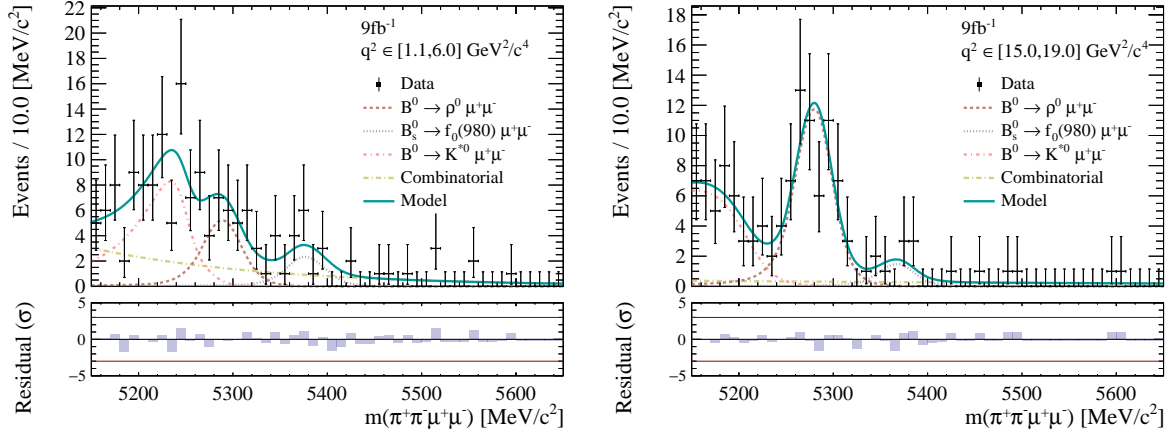 Events / 10.0 [MeV/c²]
22
20
18
16
14
12
10
8
6
4
2
0
9fb⁻¹
q² ∈ [1.1,6.0] GeV²/c⁴
Data
B⁰ → ρ⁰ μ⁺μ⁻
B⁰ₛ → f₀(980) μ⁺μ⁻
B⁰ → K*⁰ μ⁺μ⁻
Combinatorial
Model
Residual (σ)
5
0
−5
5200 5300 5400 5500 5600
m(π⁺π⁻μ⁺μ⁻) [MeV/c²]
Events / 10.0 [MeV/c²]
18
16
14
12
10
8
6
4
2
0
9fb⁻¹
q² ∈ [15.0,19.0] GeV²/c⁴
Data
B⁰ → ρ⁰ μ⁺μ⁻
B⁰ₛ → f₀(980) μ⁺μ⁻
B⁰ → K*⁰ μ⁺μ⁻
Combinatorial
Model
Residual (σ)
5
0
−5
5200 5300 5400 5500 5600
m(π⁺π⁻μ⁺μ⁻) [MeV/c²]